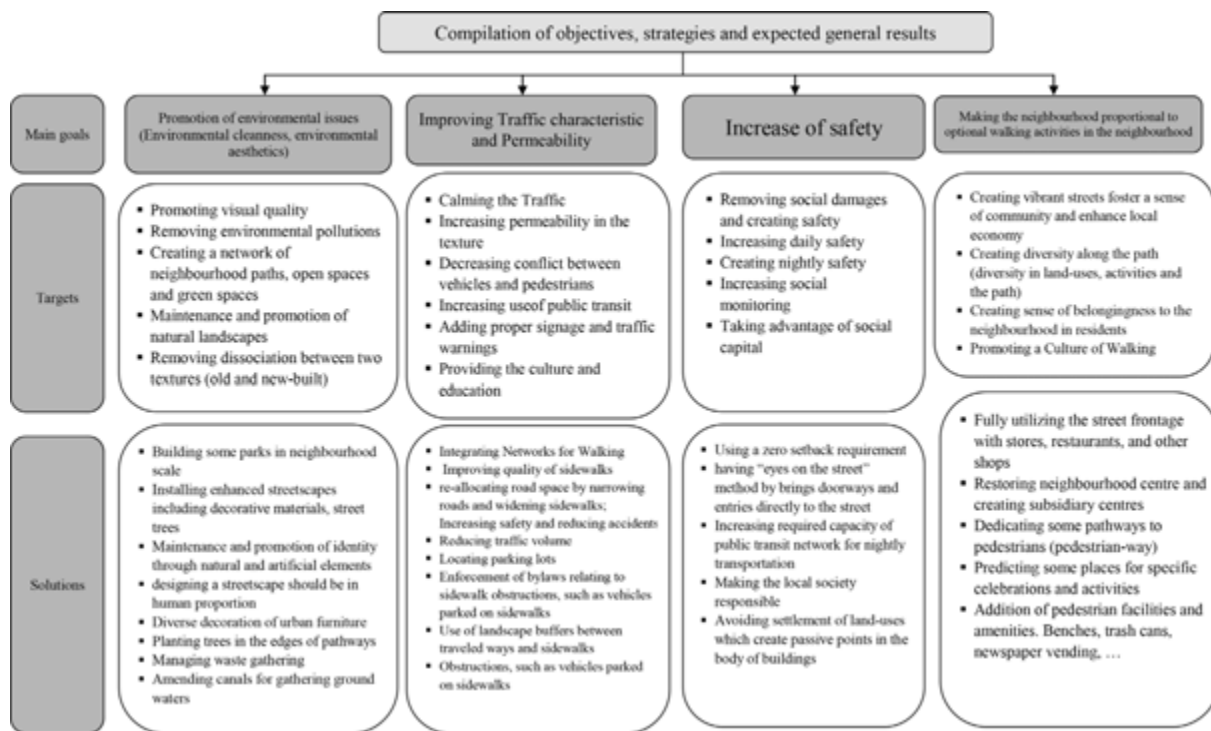 Compilation of objectives, strategies and expected general results
Main goals
Promotion of environmental issues
(Environmental cleanness, environmental
aesthetics)
Improving Traffic characteristic
and Permeability
Increase of safety
Making the neighbourhood proportional to
optional walking activities in the neighbourhood
Targets
▪ Promoting visual quality
▪ Removing environmental pollutions
▪ Creating a network of
neighbourhood paths, open spaces
and green spaces
▪ Maintenance and promotion of
natural landscapes
▪ Removing dissociation between two
textures (old and new-built)
▪ Calming the Traffic
▪ Increasing permeability in the
texture
▪ Decreasing conflict between
vehicles and pedestrians
▪ Increasing useof public transit
▪ Adding proper signage and traffic
warnings
▪ Providing the culture and
education
▪ Removing social damages
and creating safety
▪ Increasing daily safety
▪ Creating nightly safety
▪ Increasing social
monitoring
▪ Taking advantage of social
capital
▪ Creating vibrant streets foster a sense
of community and enhance local
economy
▪ Creating diversity along the path
(diversity in land-uses, activities and
the path)
▪ Creating sense of belongingness to the
neighbourhood in residents
▪ Promoting a Culture of Walking
Solutions
▪ Building some parks in neighbourhood
scale
▪ Installing enhanced streetscapes
including decorative materials, street
trees
▪ Maintenance and promotion of identity
through natural and artificial elements
▪ designing a streetscape should be in
human proportion
▪ Diverse decoration of urban furniture
▪ Planting trees in the edges of pathways
▪ Managing waste gathering
▪ Amending canals for gathering ground
waters
▪ Integrating Networks for Walking
▪ Improving quality of sidewalks
▪ re-allocating road space by narrowing
roads and widening sidewalks;
Increasing safety and reducing accidents
▪ Reducing traffic volume
▪ Locating parking lots
▪ Enforcement of bylaws relating to
sidewalk obstructions, such as vehicles
parked on sidewalks
▪ Use of landscape buffers between
traveled ways and sidewalks
▪ Obstructions, such as vehicles parked
on sidewalks
▪ Using a zero setback requirement
▪ having “eyes on the street”
method by brings doorways and
entries directly to the street
▪ Increasing required capacity of
public transit network for nightly
transportation
▪ Making the local society
responsible
▪ Avoiding settlement of land-uses
which create passive points in the
body of buildings
▪ Fully utilizing the street frontage
with stores, restaurants, and other
shops
▪ Restoring neighbourhood centre and
creating subsidiary centres
▪ Dedicating some pathways to
pedestrians (pedestrian-way)
▪ Predicting some places for specific
celebrations and activities
▪ Addition of pedestrian facilities and
amenities. Benches, trash cans,
newspaper vending, …